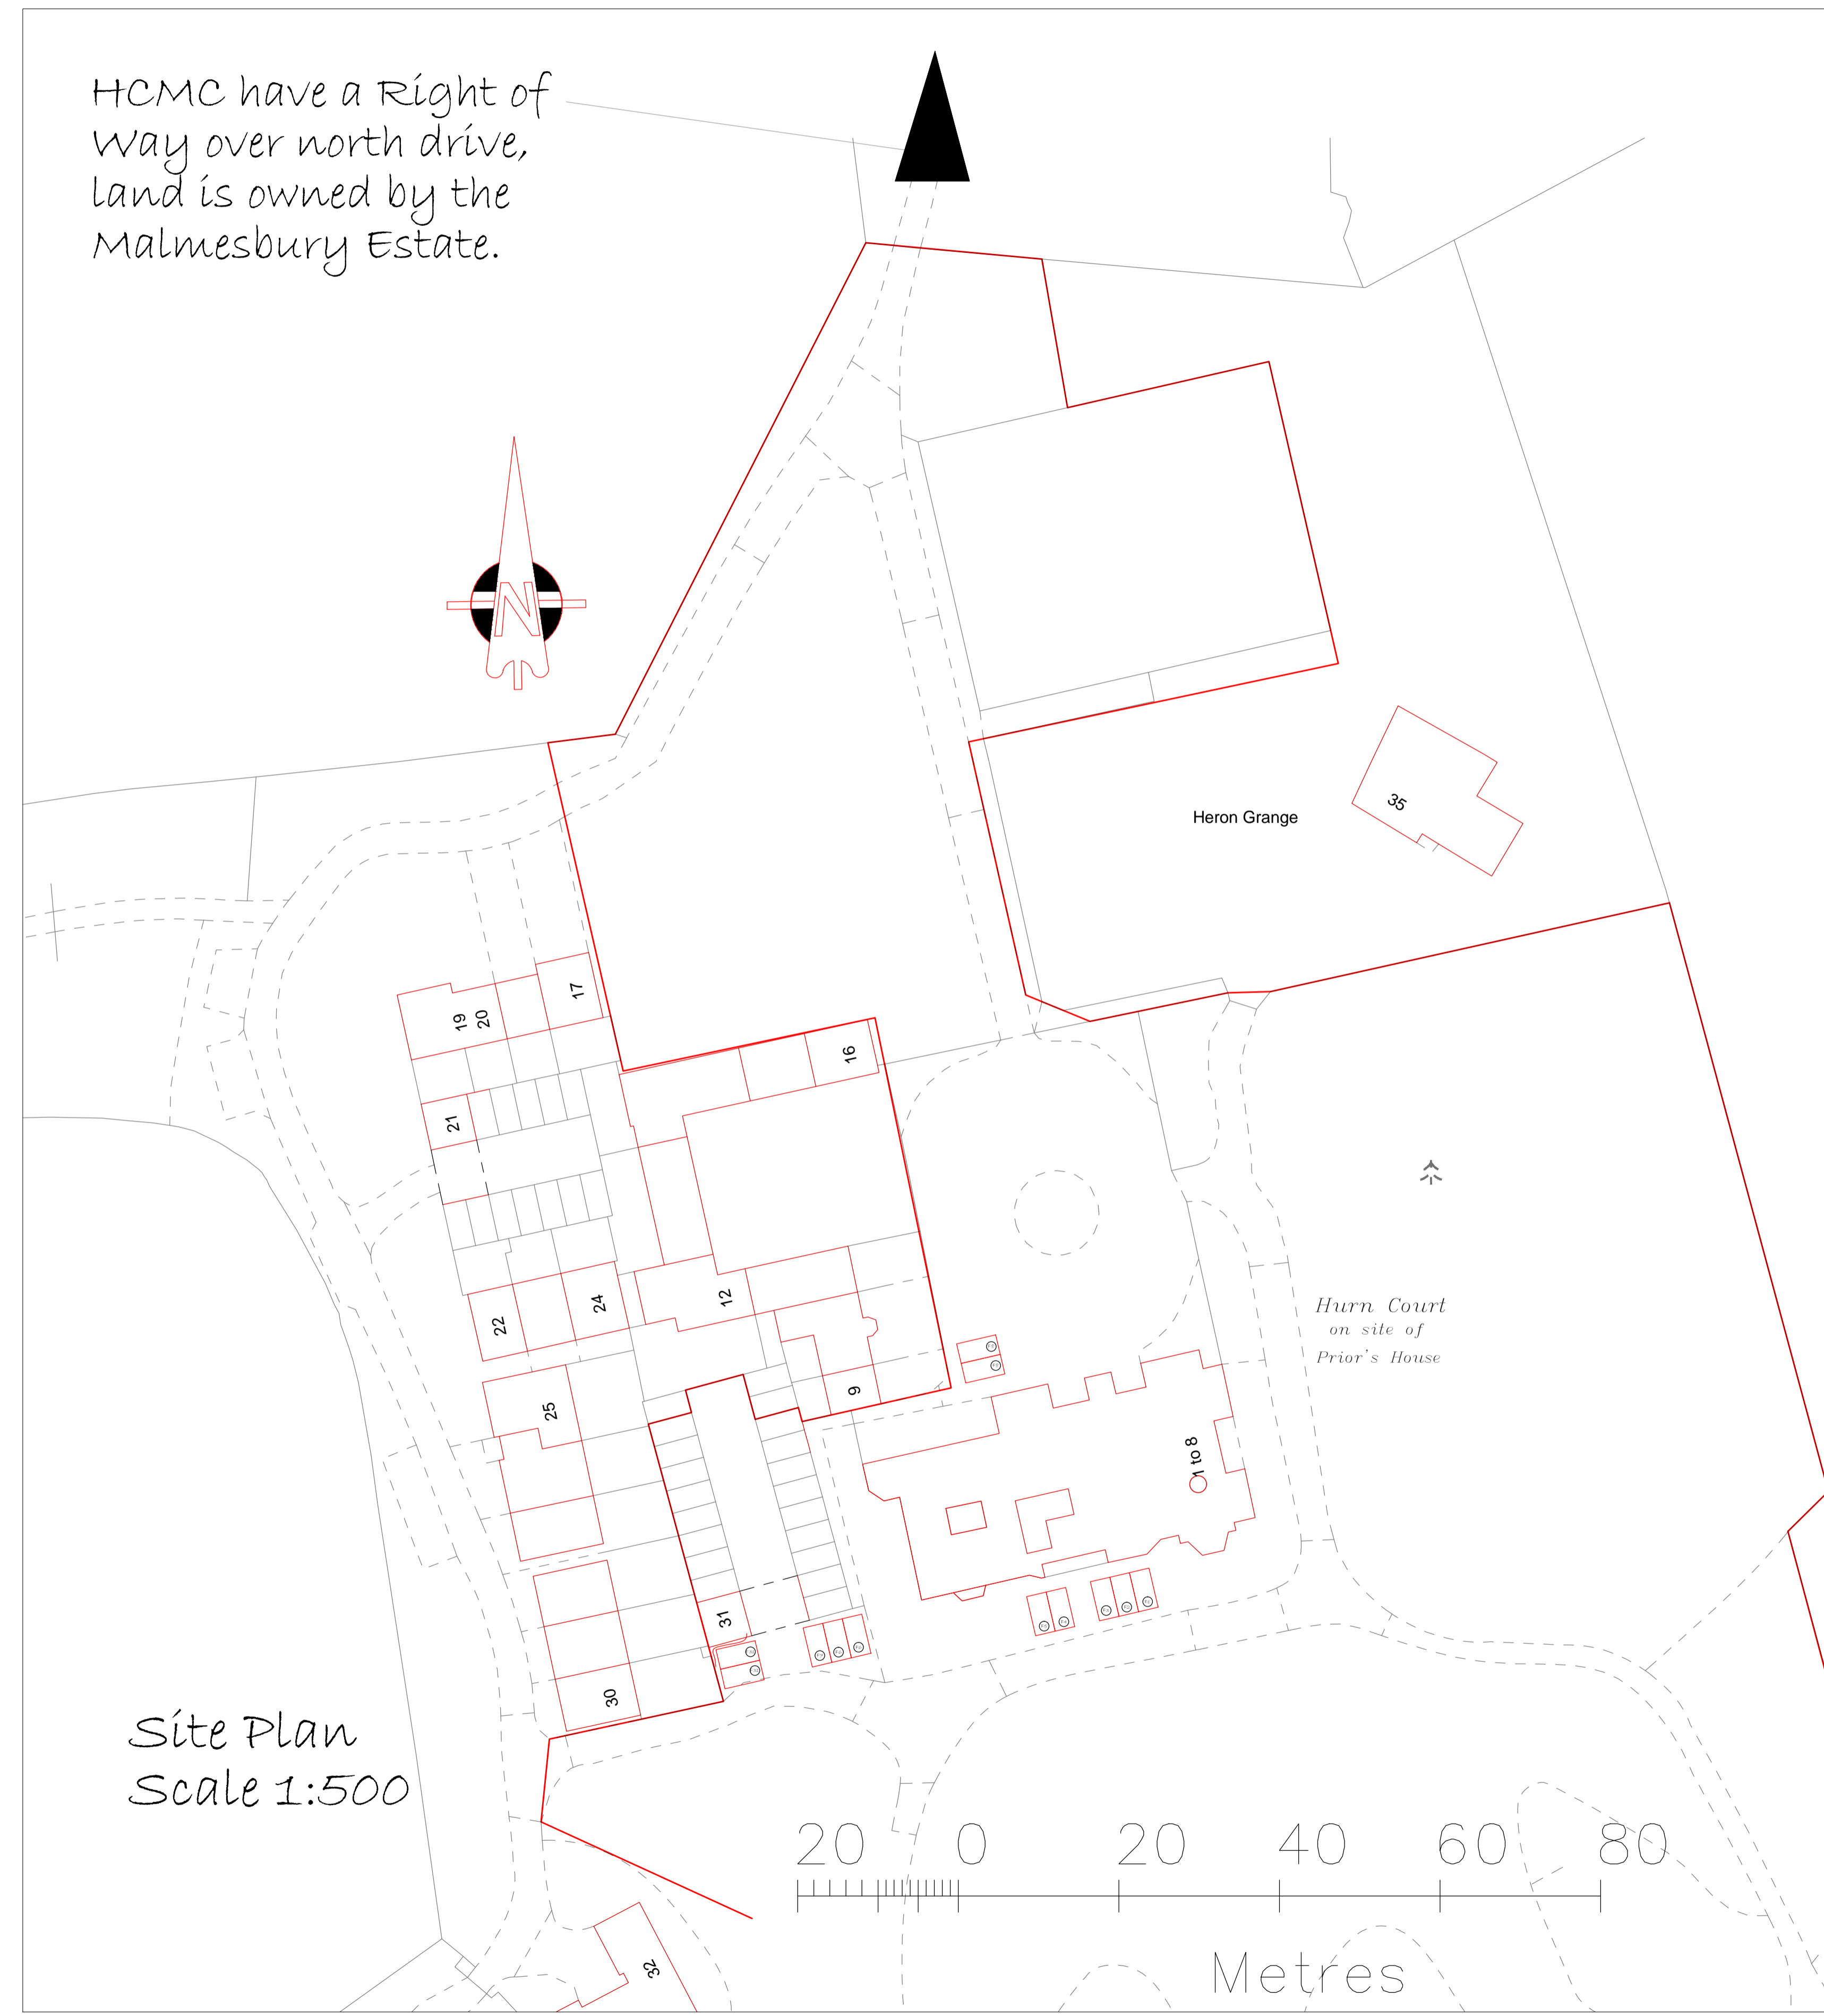 HCMC have a Right of
Way over north drive,
land is owned by the
Malmesbury Estate.
N
35
Heron Grange
17
19
20
16
21
24
12
22
9
25
1 to 8
Hurn Court
on site of
Prior's House
31
30
Site Plan
Scale 1:500
20 0 20 40 60 80
Metres
32